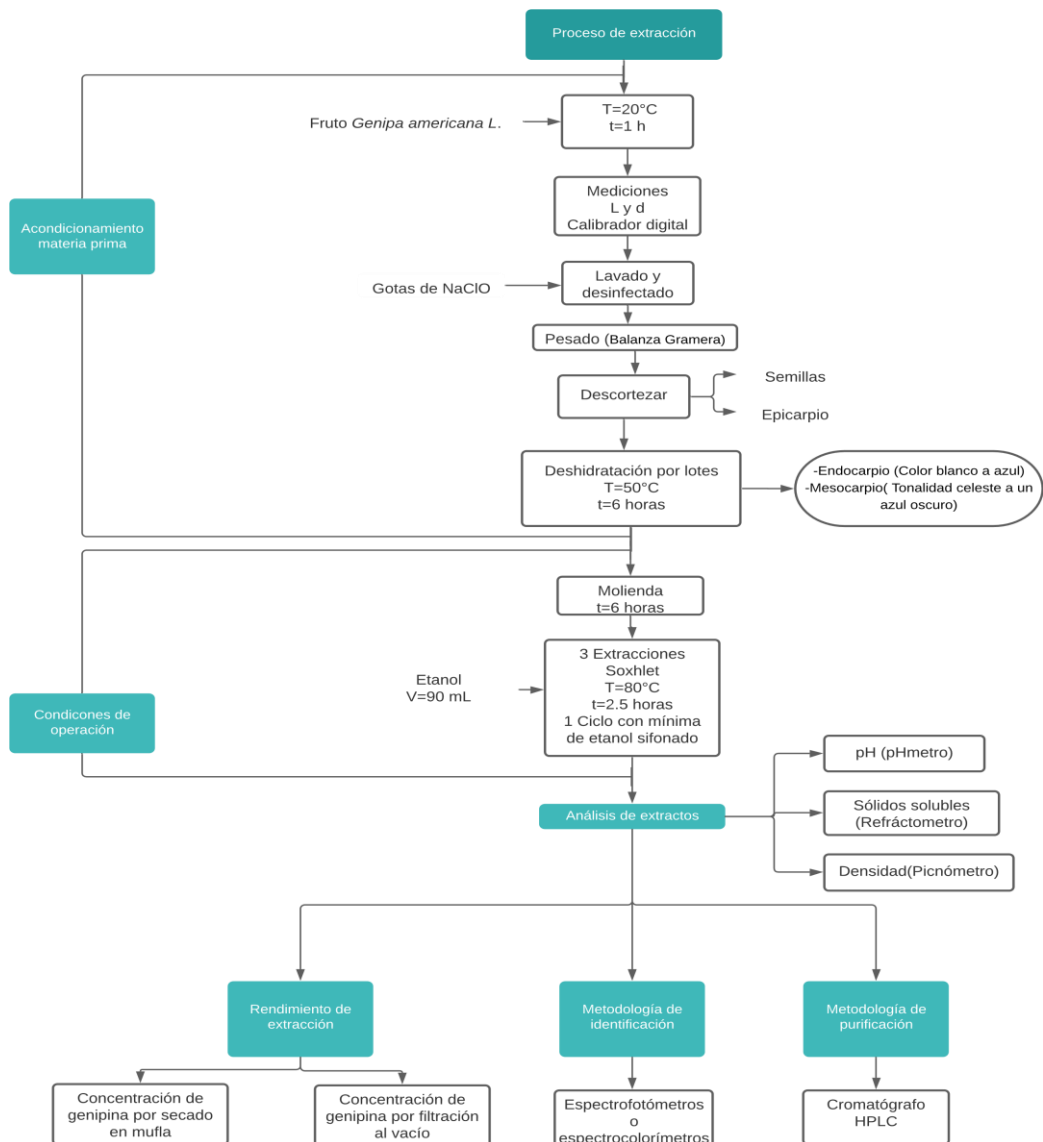 Proceso de extracción
T=20°C
t=1 h
Fruto Genipa americana L.
Mediciones
L y d
Calibrador digital
Acondicionamiento
materia prima
Lavado y
desinfectado
Gotas de NaClO
Pesado (Balanza Gramera)
Descortezar
Semillas
Epicarpio
Deshidratación por lotes
T=50°C
t=6 horas
-Endocarpio (Color blanco a azul)
-Mesocarpio( Tonalidad celeste a un
azul oscuro)
Molienda
t=6 horas
3 Extracciones
Soxhlet
T=80°C
t=2.5 horas
1 Ciclo con mínima
de etanol sifonado
Etanol
V=90 mL
Condicones de
operación
Análisis de extractos
pH (pHmetro)
Sólidos solubles
(Refráctometro)
Densidad(Picnómetro)
Rendimiento de
extracción
Metodología de
identificación
Metodología de
purificación
Concentración de
genipina por secado
en mufla
Concentración de
genipina por filtración
al vacío
Espectrofotómetros
o
espectrocolorímetros
Cromatógrafo
HPLC